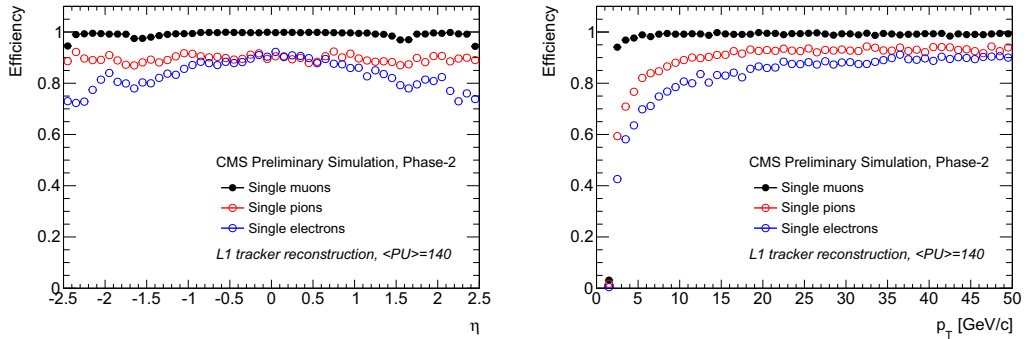 Efficiency
1
0.8
0.6
0.4
0.2
0
CMS Preliminary Simulation, Phase-2
Single muons
Single pions
Single electrons
L1 tracker reconstruction, <PU>=140
-2.5 -2 -1.5 -1 -0.5 0 0.5 1 1.5 2 2.5
η
Efficiency
1
0.8
0.6
0.4
0.2
0
CMS Preliminary Simulation, Phase-2
Single muons
Single pions
Single electrons
L1 tracker reconstruction, <PU>=140
0 5 10 15 20 25 30 35 40 45 50
p_T [GeV/c]